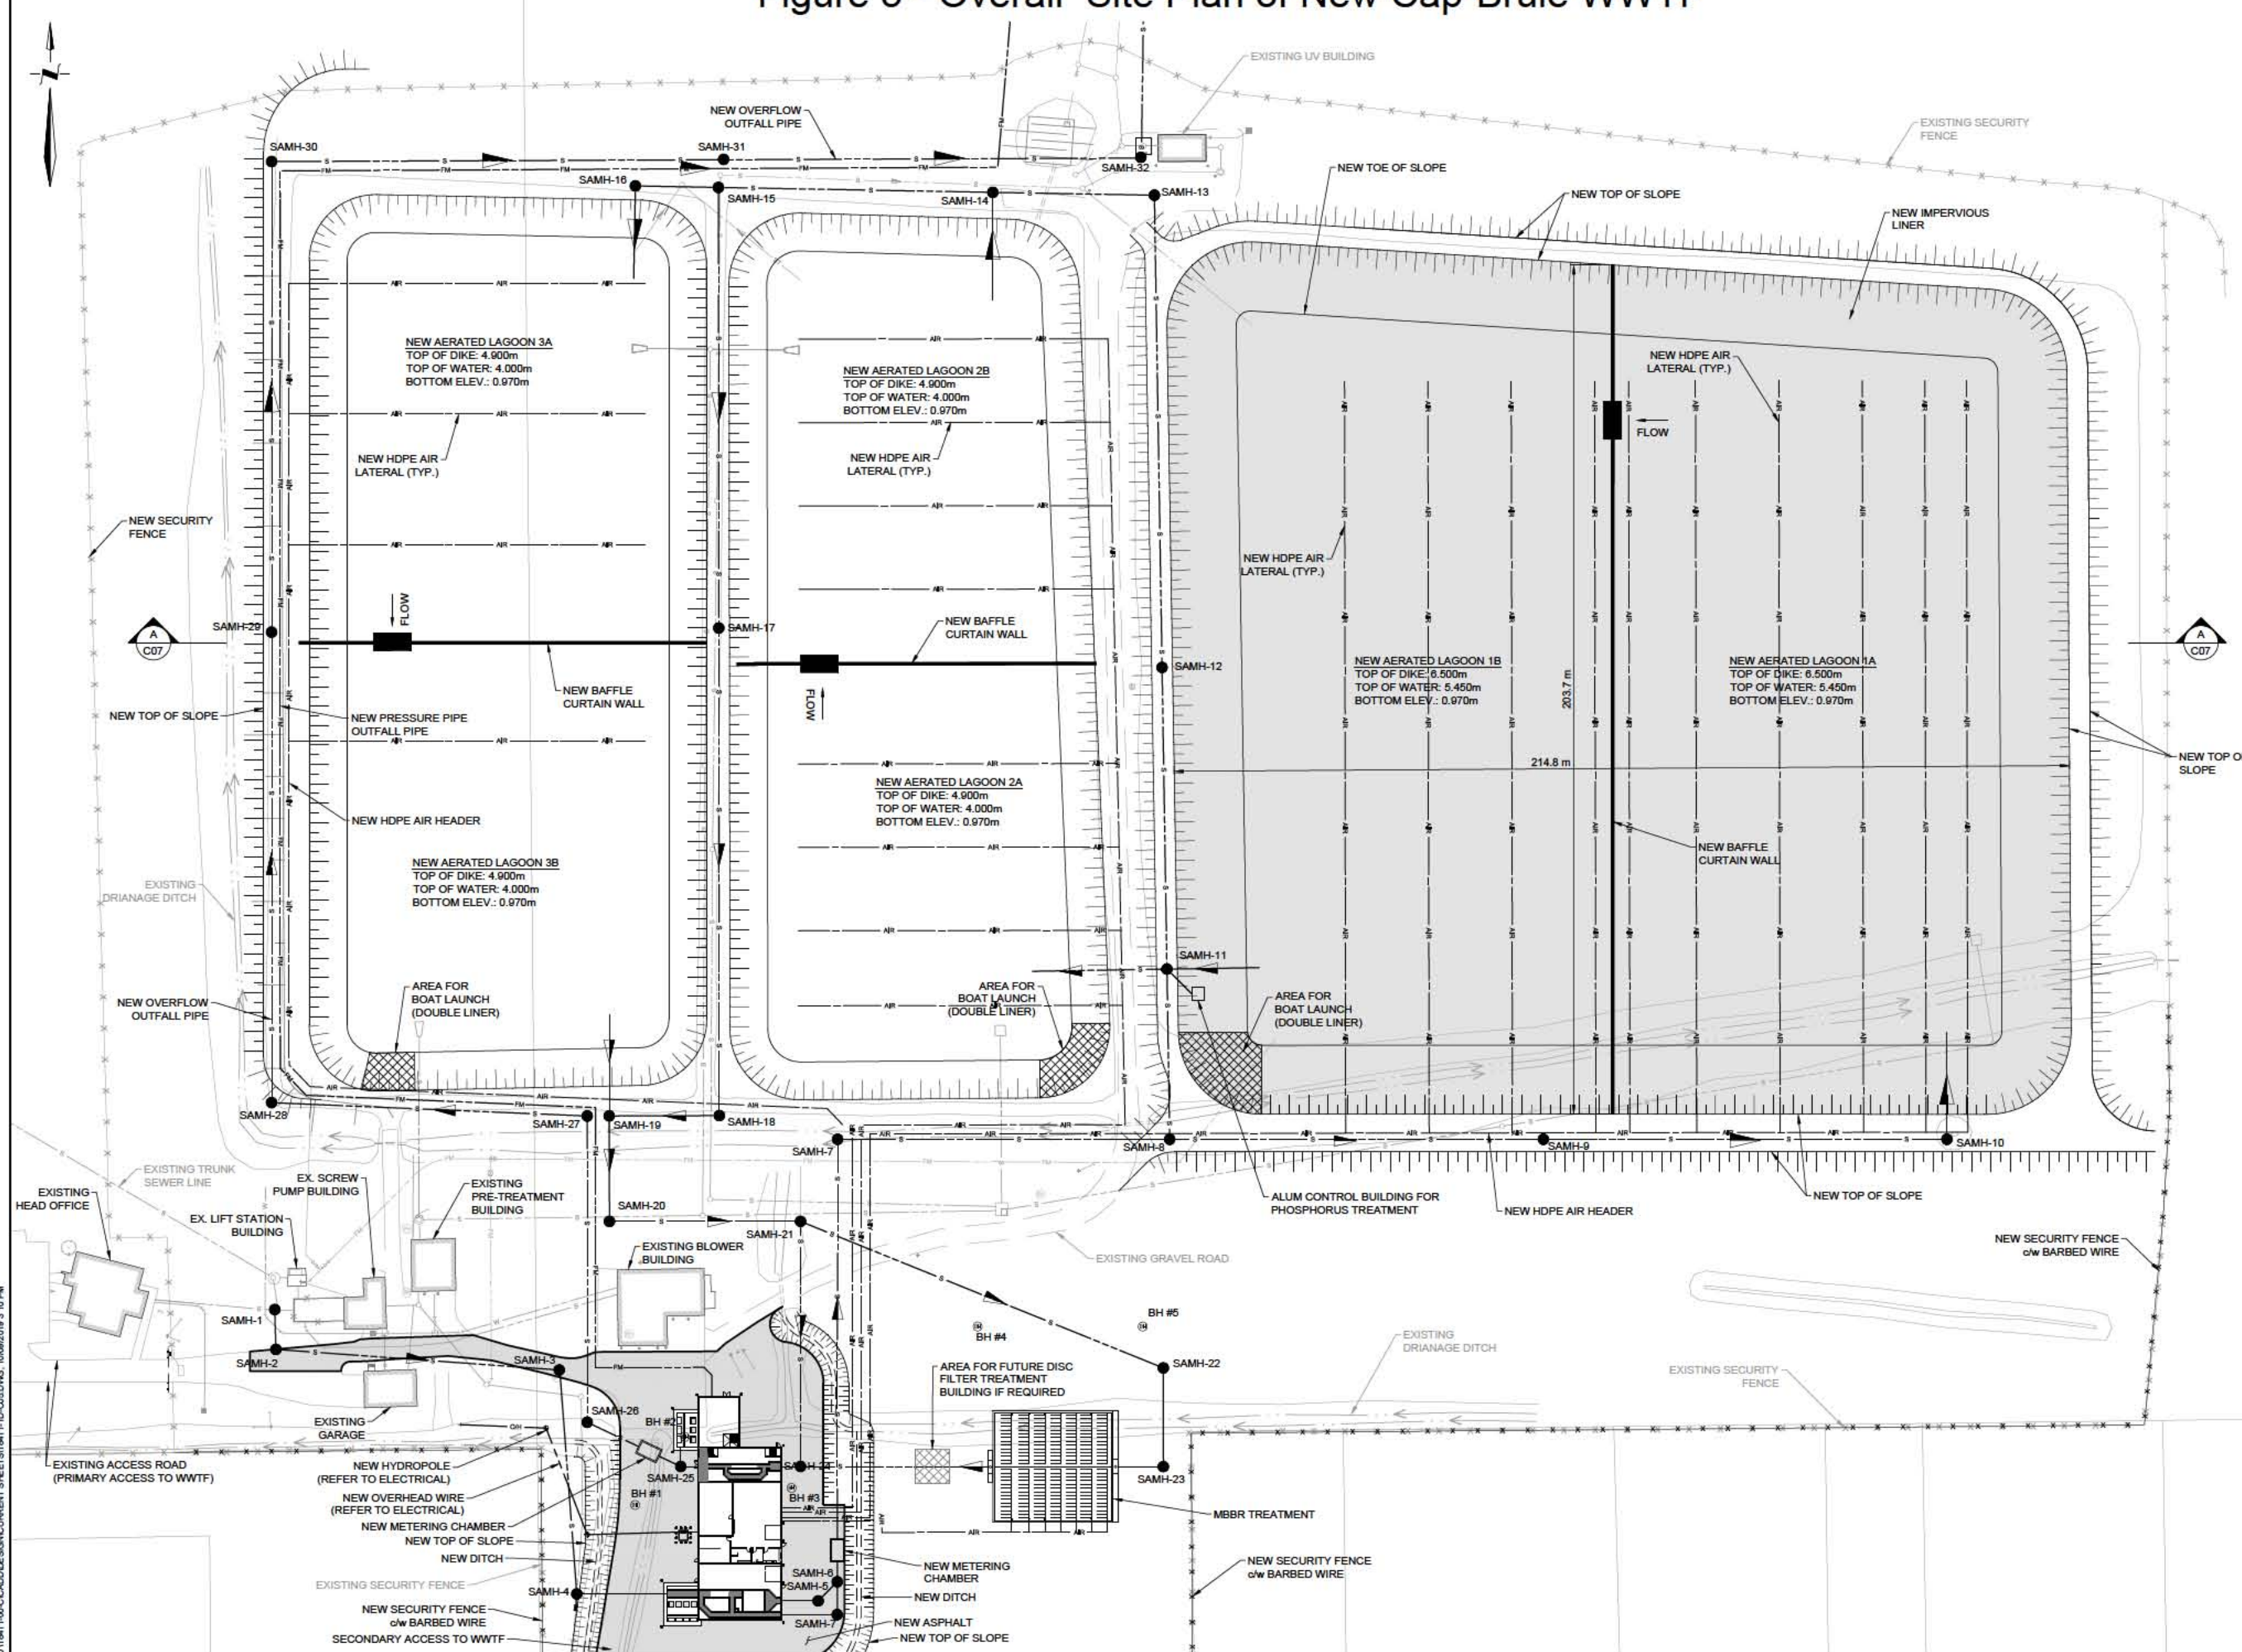 Figure 3 - Overall Site Plan of New Cap-Brule WWTF
EXISTING UV BUILDING
NEW OVERFLOW
OUTFALL PIPE
EXISTING SECURITY
FENCE
SAMH-30
SAMH-31
SAMH-32
NEW TOE OF SLOPE
SAMH-16
SAMH-15
SAMH-14
SAMH-13
NEW TOP OF SLOPE
NEW IMPERVIOUS
LINER
NEW AERATED LAGOON 3A
TOP OF DIKE: 4.900m
TOP OF WATER: 4.000m
BOTTOM ELEV.: 0.970m
NEW AERATED LAGOON 2B
TOP OF DIKE: 4.900m
TOP OF WATER: 4.000m
BOTTOM ELEV.: 0.970m
NEW HDPE AIR
LATERAL (TYP.)
FLOW
NEW HDPE AIR
LATERAL (TYP.)
NEW HDPE AIR
LATERAL (TYP.)
NEW SECURITY
FENCE
NEW HDPE AIR
LATERAL (TYP.)
FLOW
SAMH-29
SAMH-17
NEW BAFFLE
CURTAIN WALL
A
C07
A
C07
SAMH-12
NEW AERATED LAGOON 1B
TOP OF DIKE: 6.500m
TOP OF WATER: 5.450m
BOTTOM ELEV.: 0.970m
203.7 m
NEW AERATED LAGOON 1A
TOP OF DIKE: 6.500m
TOP OF WATER: 5.450m
BOTTOM ELEV.: 0.970m
NEW BAFFLE
CURTAIN WALL
FLOW
NEW TOP OF SLOPE
NEW PRESSURE PIPE
OUTFALL PIPE
214.8 m
NEW TOP O
SLOPE
NEW AERATED LAGOON 2A
TOP OF DIKE: 4.900m
TOP OF WATER: 4.000m
BOTTOM ELEV.: 0.970m
NEW HDPE AIR HEADER
NEW BAFFLE
CURTAIN WALL
NEW AERATED LAGOON 3B
TOP OF DIKE: 4.900m
TOP OF WATER: 4.000m
BOTTOM ELEV.: 0.970m
EXISTING
DRIANAGE DITCH
SAMH-11
NEW OVERFLOW
OUTFALL PIPE
AREA FOR
BOAT LAUNCH
(DOUBLE LINER)
AREA FOR
BOAT LAUNCH
(DOUBLE LINER)
AREA FOR
BOAT LAUNCH
(DOUBLE LINER)
SAMH-28
SAMH-27
SAMH-19
SAMH-18
SAMH-7
SAMH-8
SAMH-9
SAMH-10
EXISTING TRUNK
SEWER LINE
EXISTING
HEAD OFFICE
EX. SCREW
PUMP BUILDING
EXISTING
PRE-TREATMENT
BUILDING
EX. LIFT STATION
BUILDING
SAMH-20
SAMH-21
ALUM CONTROL BUILDING FOR
PHOSPHORUS TREATMENT
NEW HDPE AIR HEADER
NEW TOP OF SLOPE
EXISTING BLOWER
BUILDING
EXISTING GRAVEL ROAD
NEW SECURITY FENCE
c/w BARBED WIRE
SAMH-1
BH #4
BH #5
SAMH-2
SAMH-3
EXISTING
DRIANAGE DITCH
SAMH-22
AREA FOR FUTURE DISC
FILTER TREATMENT
BUILDING IF REQUIRED
EXISTING SECURITY
FENCE
SAMH-26
BH #2
EXISTING
GARAGE
O/H
EXISTING ACCESS ROAD
(PRIMARY ACCESS TO WWTF)
NEW HYDROPOLE
(REFER TO ELECTRICAL)
SAMH-25
SAMH-23
NEW OVERHEAD WIRE
(REFER TO ELECTRICAL)
BH #1
BH #3
NEW METERING CHAMBER
MBBR TREATMENT
NEW TOP OF SLOPE
NEW DITCH
NEW METERING
CHAMBER
NEW SECURITY FENCE
c/w BARBED WIRE
EXISTING SECURITY FENCE
SAMH-4
SAMH-6
SAMH-5
NEW DITCH
NEW SECURITY FENCE
c/w BARBED WIRE
SAMH-7
NEW ASPHALT
SECONDARY ACCESS TO WWTF
NEW TOP OF SLOPE